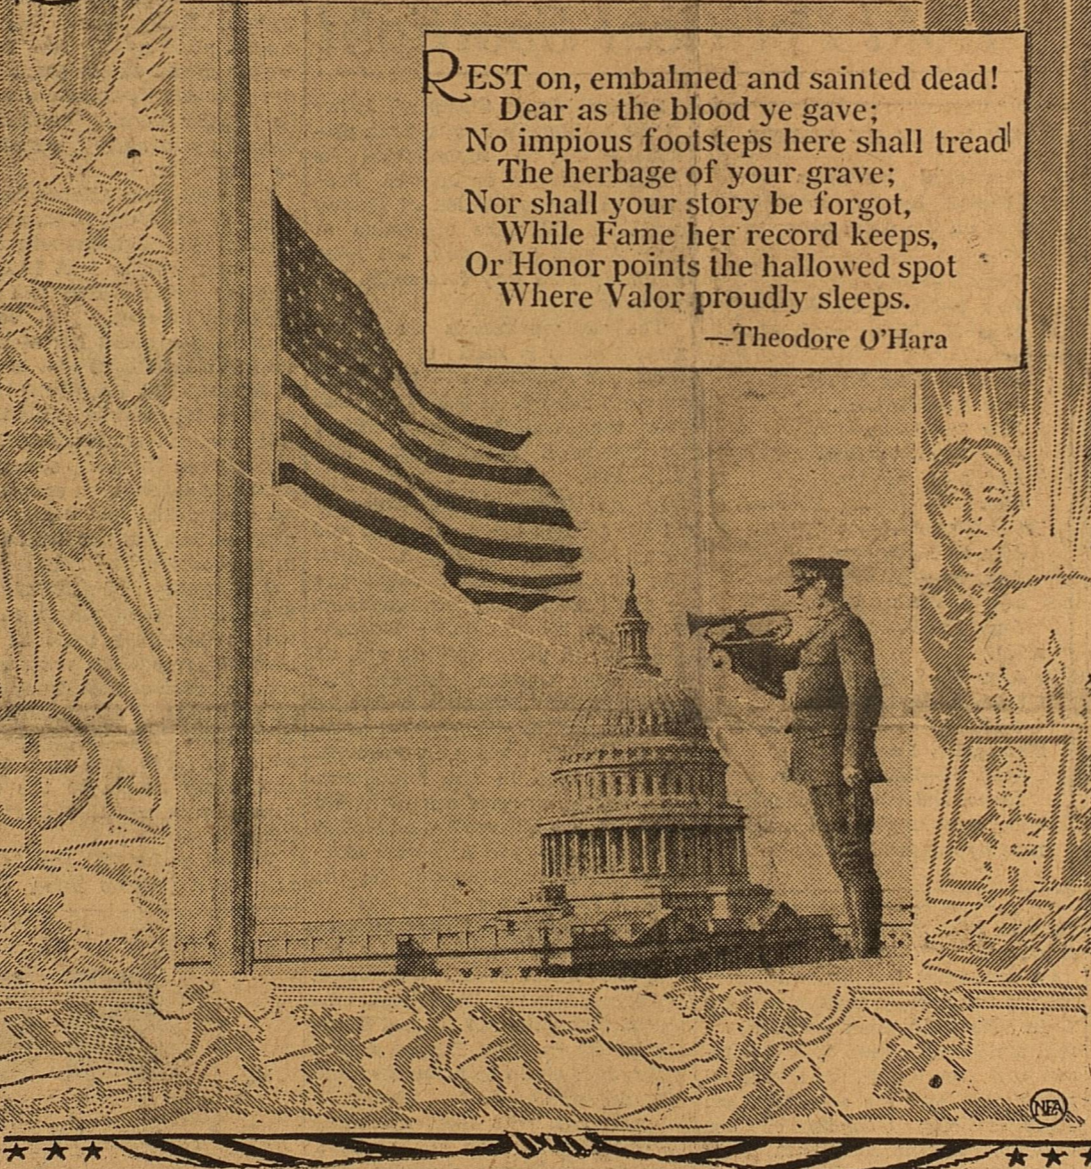 REST on, embalmed and sainted dead!
Dear as the blood ye gave;
No impious footsteps here shall tread
The herbage of your grave;
Nor shall your story be forgot,
While Fame her record keeps,
Or Honor points the hallowed spot
Where Valor proudly sleeps.
—Theodore O'Hara
NEA